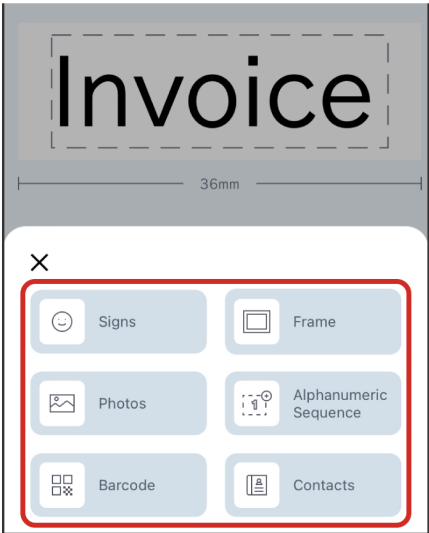 Invoice
36mm
Signs
Frame
Photos
Alphanumeric
Sequence
Barcode
Contacts